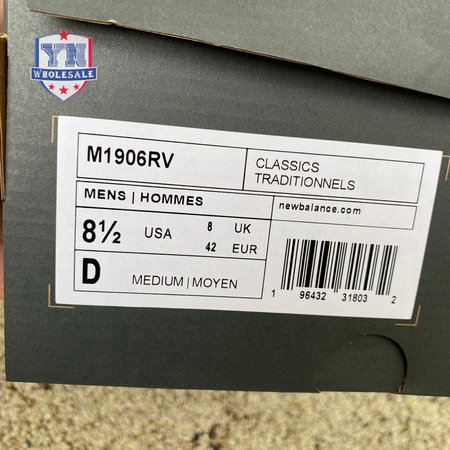 YN
WHOLESALE
M1906RV
CLASSICS
TRADITIONNELS
MENS | HOMMES
newbalance.com
8½ USA 8 UK
42 EUR
D MEDIUM | MOYEN
1 96432 31803 2